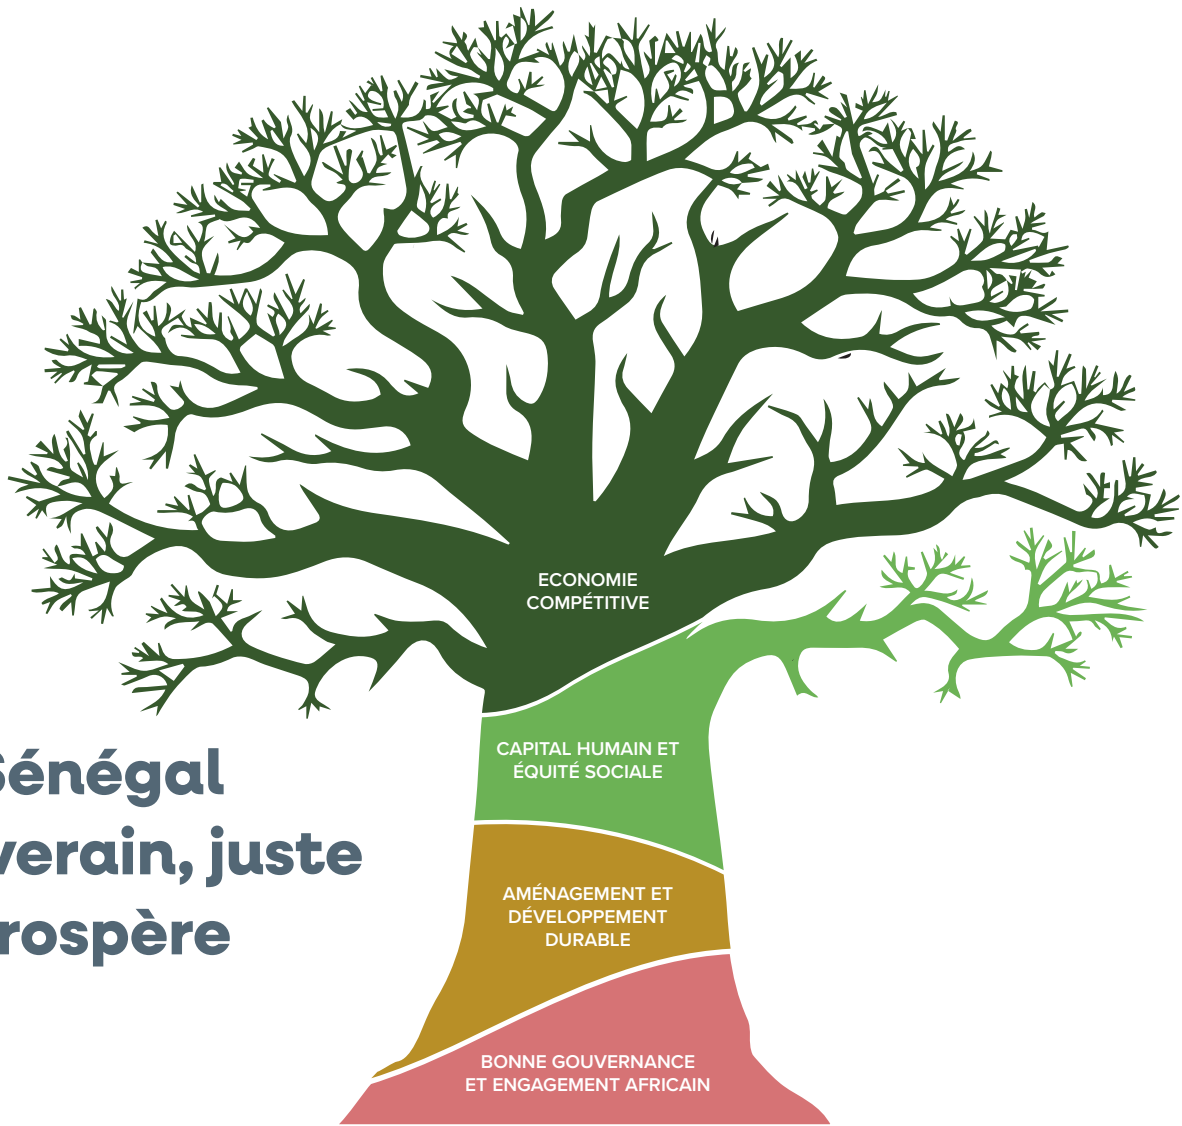 ECONOMIE
COMPÉTITIVE
CAPITAL HUMAIN ET
ÉQUITÉ SOCIALE
Sénégal
verain, juste
rospère
AMÉNAGEMENT ET
DÉVELOPPEMENT
DURABLE
BONNE GOUVERNANCE
ET ENGAGEMENT AFRICAIN